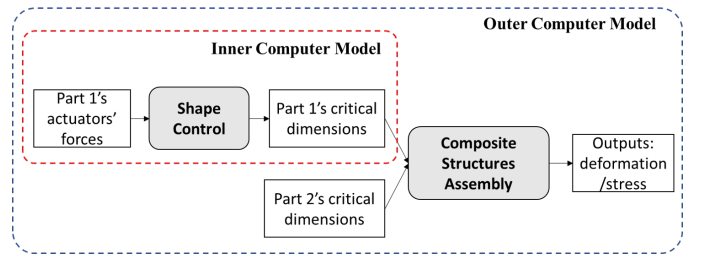 Outer Computer Model
Inner Computer Model
Part 1's
actuators'
forces
Shape
Control
Part 1's critical
dimensions
Composite
Structures
Assembly
Outputs:
deformation
/stress
Part 2's critical
dimensions